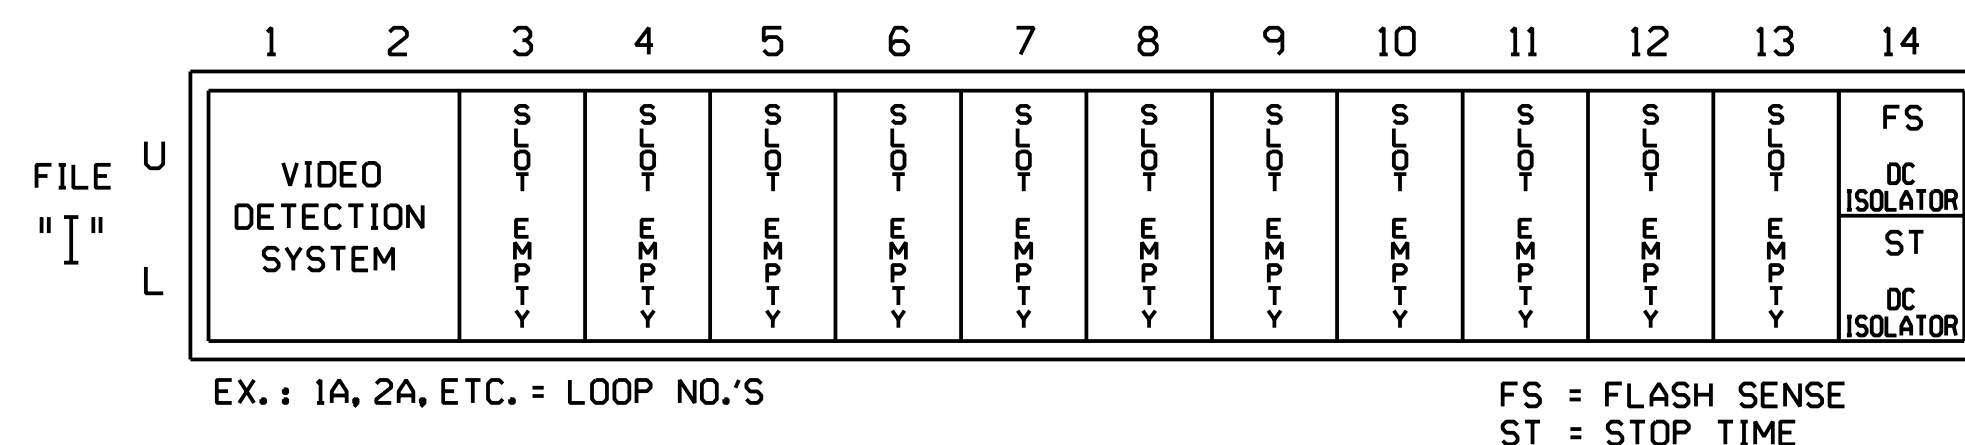 1 2 3 4 5 6 7 8 9 10 11 12 13 14
FILE
"I"
U
L
VIDEO
DETECTION
SYSTEM
SLOT EMPTY
SLOT EMPTY
SLOT EMPTY
SLOT EMPTY
SLOT EMPTY
SLOT EMPTY
SLOT EMPTY
SLOT EMPTY
SLOT EMPTY
SLOT EMPTY
SLOT EMPTY
FS
DC
ISOLATOR
ST
DC
ISOLATOR
EX.: 1A, 2A, ETC. = LOOP NO.'S
FS = FLASH SENSE
ST = STOP TIME